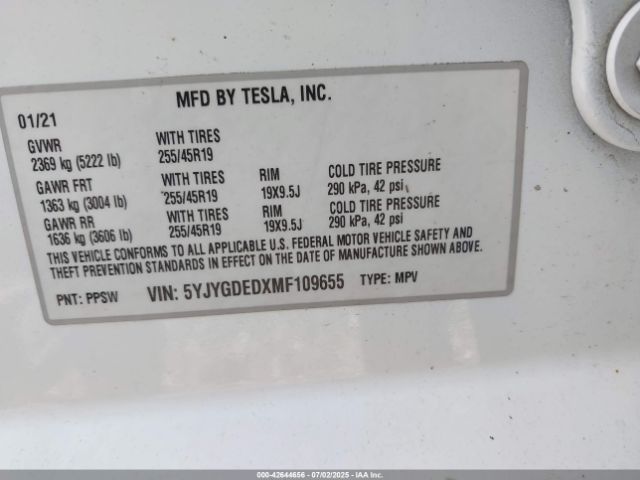 MFD BY TESLA, INC.
01/21
GVWR WITH TIRES
2369 kg (5222 lb) 255/45R19
GAWR FRT WITH TIRES RIM COLD TIRE PRESSURE
1363 kg (3004 lb) 255/45R19 19X9.5J 290 kPa, 42 psi
GAWR RR WITH TIRES RIM COLD TIRE PRESSURE
1636 kg (3606 lb) 255/45R19 19X9.5J 290 kPa, 42 psi
THIS VEHICLE CONFORMS TO ALL APPLICABLE U.S. FEDERAL MOTOR VEHICLE SAFETY AND
THEFT PREVENTION STANDARDS IN EFFECT ON THE DATE OF MANUFACTURE SHOWN ABOVE.
PNT: PPSW VIN: 5YJYGDEDXMF109655 TYPE: MPV
000-42644656 07/02/2025 IAAI.COM